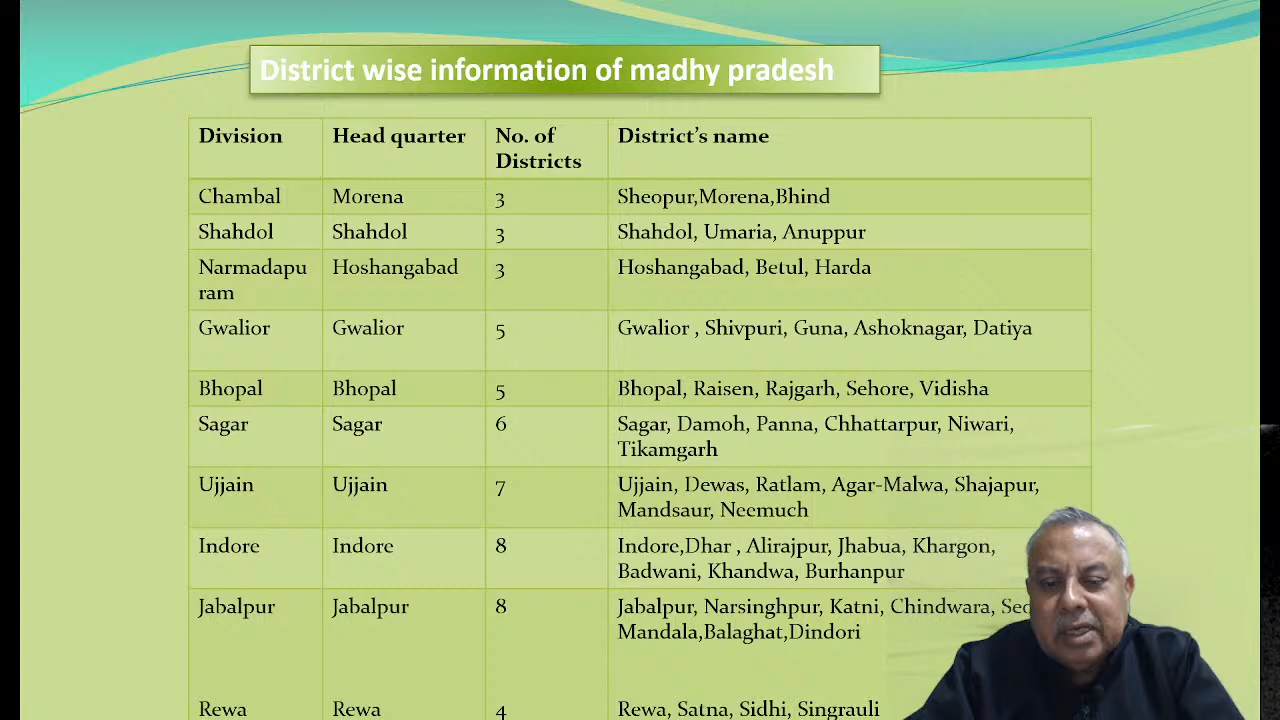 District wise information of madhy pradesh
Division Head quarter No. of Districts District's name
Chambal Morena 3 Sheopur,Morena,Bhind
Shahdol Shahdol 3 Shahdol, Umaria, Anuppur
Narmadapu ram Hoshangabad 3 Hoshangabad, Betul, Harda
Gwalior Gwalior 5 Gwalior , Shivpuri, Guna, Ashoknagar, Datiya
Bhopal Bhopal 5 Bhopal, Raisen, Rajgarh, Sehore, Vidisha
Sagar Sagar 6 Sagar, Damoh, Panna, Chhattarpur, Niwari,
Tikamgarh
Ujjain Ujjain 7 Ujjain, Dewas, Ratlam, Agar-Malwa, Shajapur,
Mandsaur, Neemuch
Indore Indore 8 Indore,Dhar , Alirajpur, Jhabua, Khargon,
Badwani, Khandwa, Burhanpur
Jabalpur Jabalpur 8 Jabalpur, Narsinghpur, Katni, Chindwara,
Mandala,Balaghat,Dindori
Rewa Rewa 4 Rewa, Satna, Sidhi, Singrauli